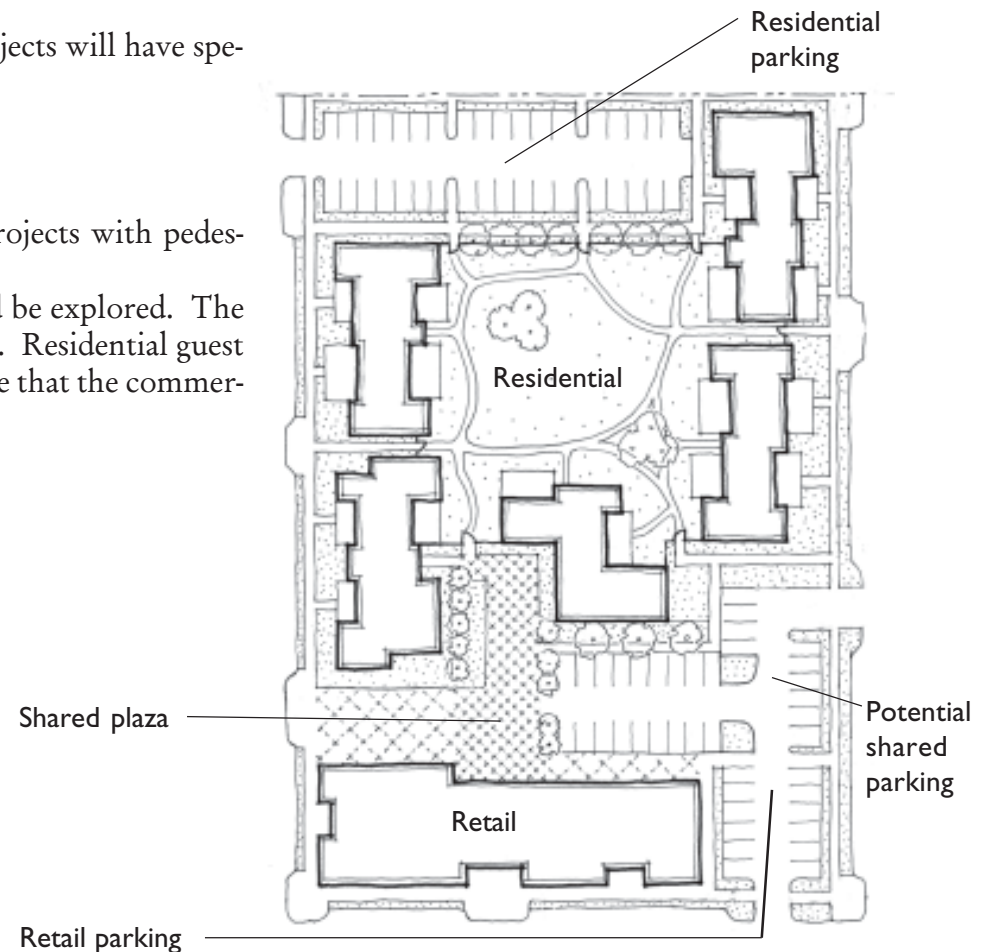 Residential
parking
jects will have spe-
rojects with pedes-
d be explored. The
. Residential guest
e that the commer-
Residential
Shared plaza
Potential
shared
parking
Retail
Retail parking